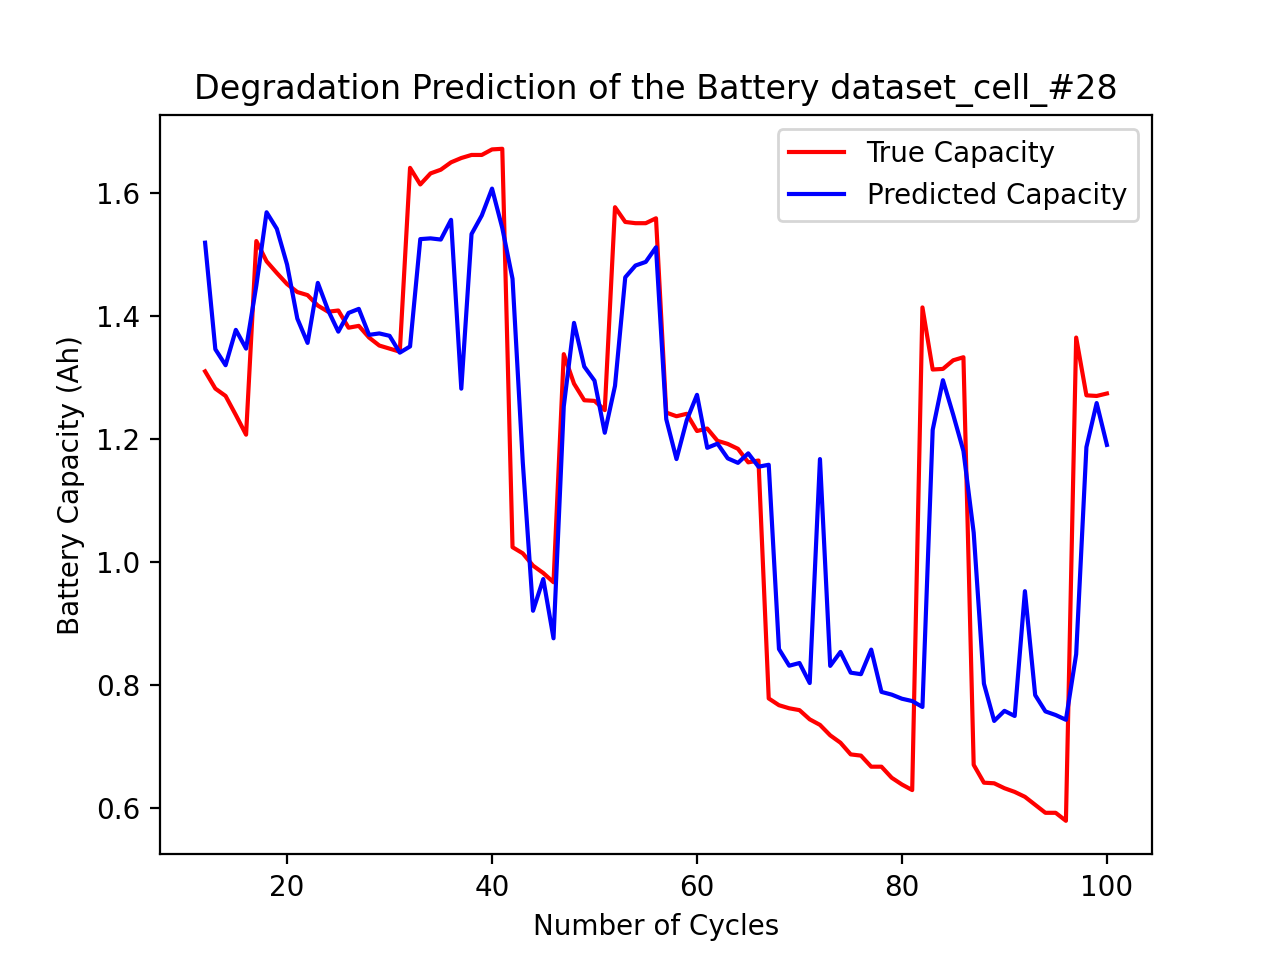 Degradation Prediction of the Battery dataset_cell_#28
True Capacity
Predicted Capacity
Battery Capacity (Ah)
1.6
1.4
1.2
1.0
0.8
0.6
20 40 60 80 100
Number of Cycles